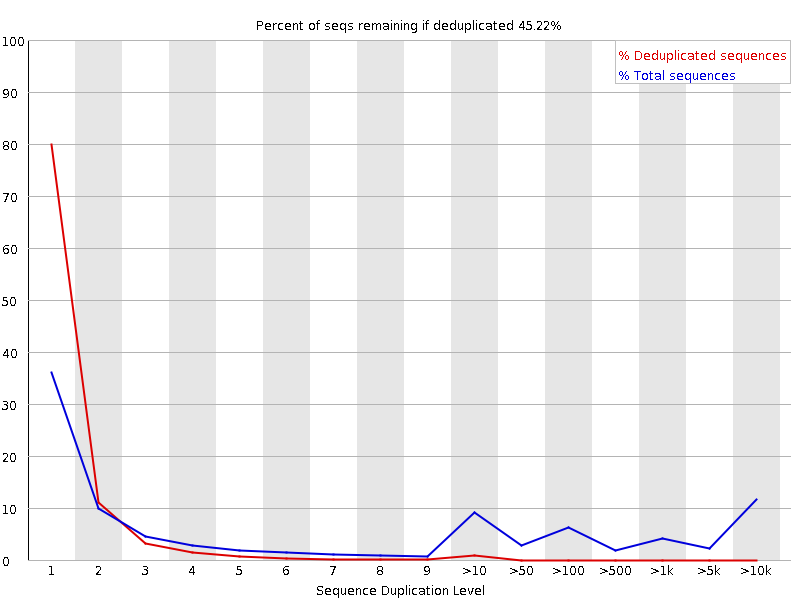 Percent of seqs remaining if deduplicated 45.22%
% Deduplicated sequences
% Total sequences
100
90
80
70
60
50
40
30
20
10
0
1 2 3 4 5 6 7 8 9 >10 >50 >100 >500 >1k >5k >10k
Sequence Duplication Level